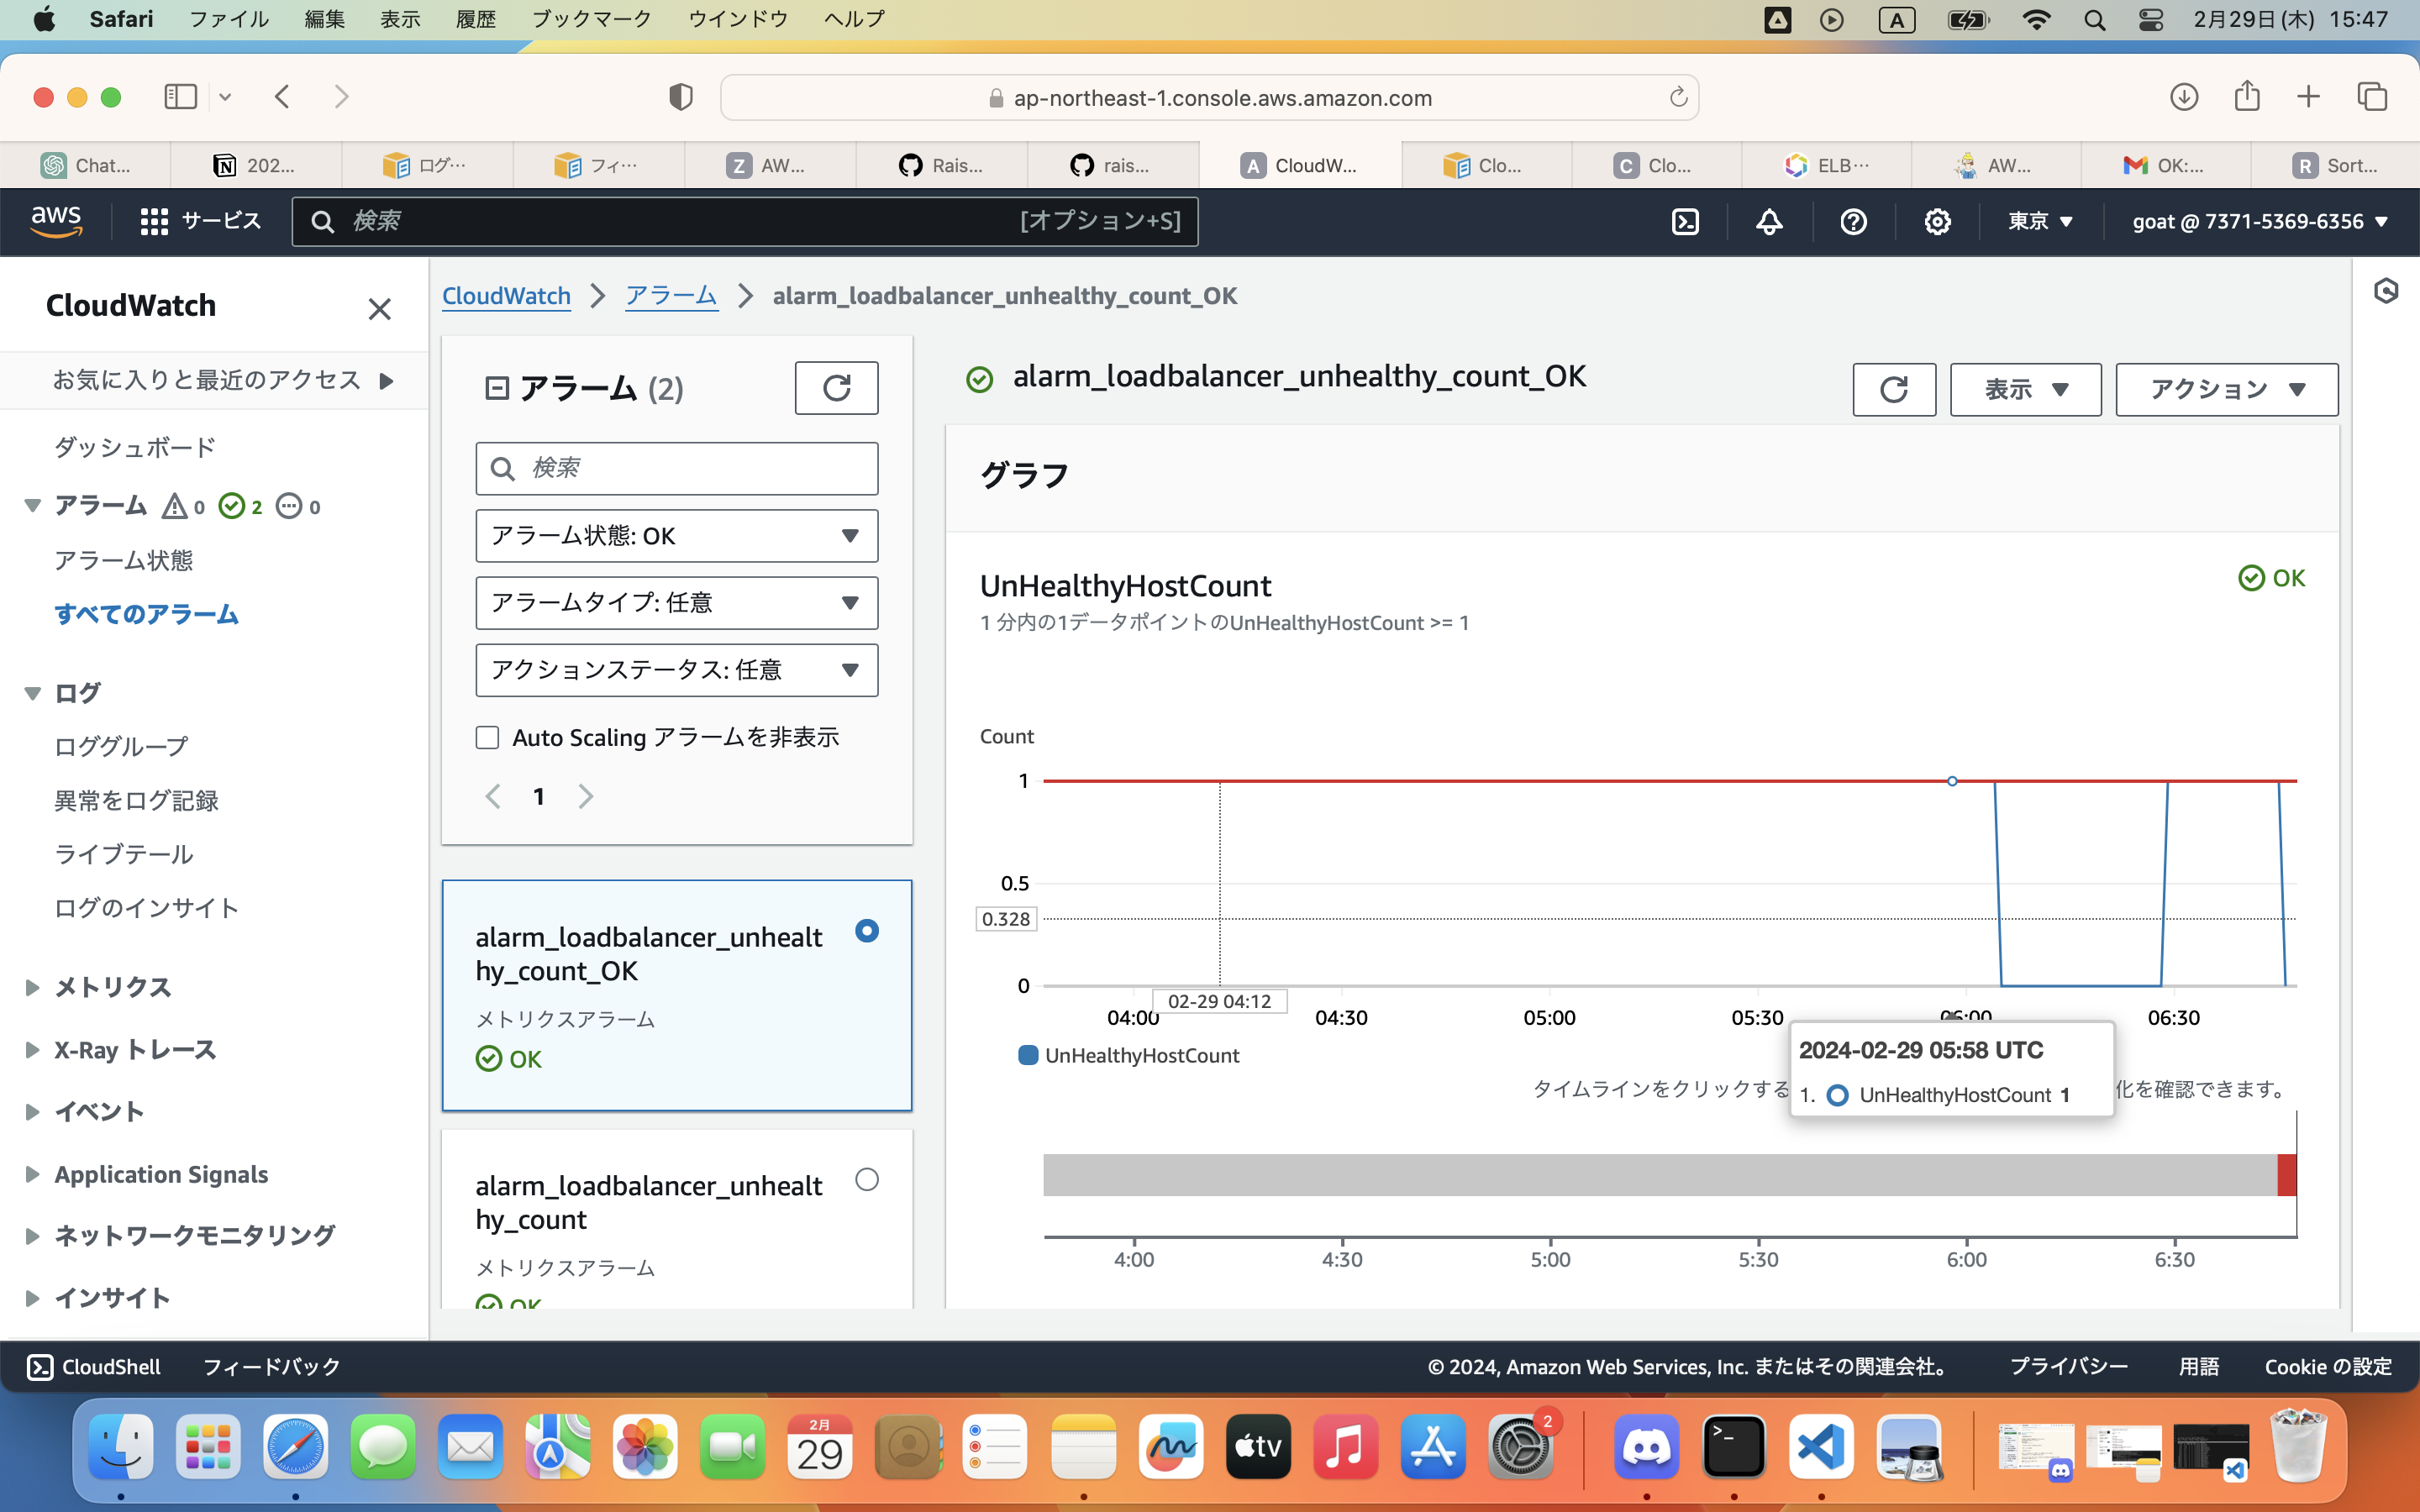 Safari ファイル 編集 表示 履歴 ブックマーク ウインドウ ヘルプ A 2月29日(木) 15:47
ap-northeast-1.console.aws.amazon.com
Chat... 202... ログ… フィ… Z AW... Rais... rais... A CloudW... Clo... C Clo... ELB… AW... OK:... R Sort...
aws サービス 検索 [オプション+S] 東京 ▼ goat @ 7371-5369-6356 ▼
CloudWatch
お気に入りと最近のアクセス
ダッシュボード
アラーム 0 2 0
アラーム状態
すべてのアラーム
ログ
ロググループ
異常をログ記録
ライブテール
ログのインサイト
メトリクス
X-Ray トレース
イベント
Application Signals
ネットワークモニタリング
インサイト
CloudWatch > アラーム > alarm_loadbalancer_unhealthy_count_OK
アラーム (2)
検索
アラーム状態: OK
アラームタイプ: 任意
アクションステータス: 任意
Auto Scaling アラームを非表示
1
alarm_loadbalancer_unhealt
hy_count_OK
メトリクスアラーム
OK
alarm_loadbalancer_unhealt
hy_count
メトリクスアラーム
OK
alarm_loadbalancer_unhealthy_count_OK
表示 ▼ アクション ▼
グラフ
UnHealthyHostCount
OK
1 分内の1データポイントのUnHealthyHostCount >= 1
Count
1
0.5
0.328
0
02-29 04:12
04:00 04:30 05:00 05:30 06:00 06:30
UnHealthyHostCount
2024-02-29 05:58 UTC
1. UnHealthyHostCount 1
タイムラインをクリックする
化を確認できます。
4:00 4:30 5:00 5:30 6:00 6:30
CloudShell フィードバック © 2024, Amazon Web Services, Inc. またはその関連会社。 プライバシー 用語 Cookie の設定
2月
29
tv
2